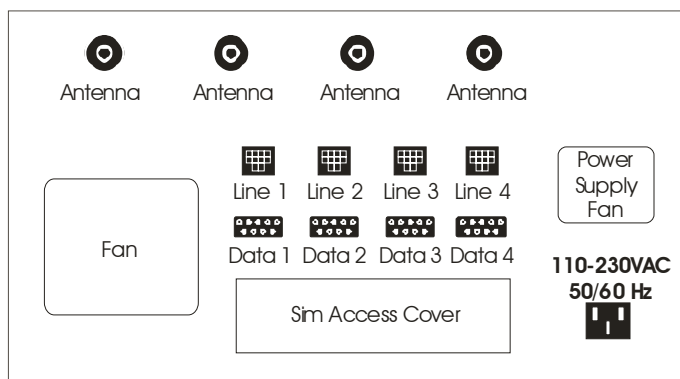 Antenna Antenna Antenna Antenna
Line 1 Line 2 Line 3 Line 4
Power
Supply
Fan
Fan
Data 1 Data 2 Data 3 Data 4
110-230VAC
50/60 Hz
Sim Access Cover